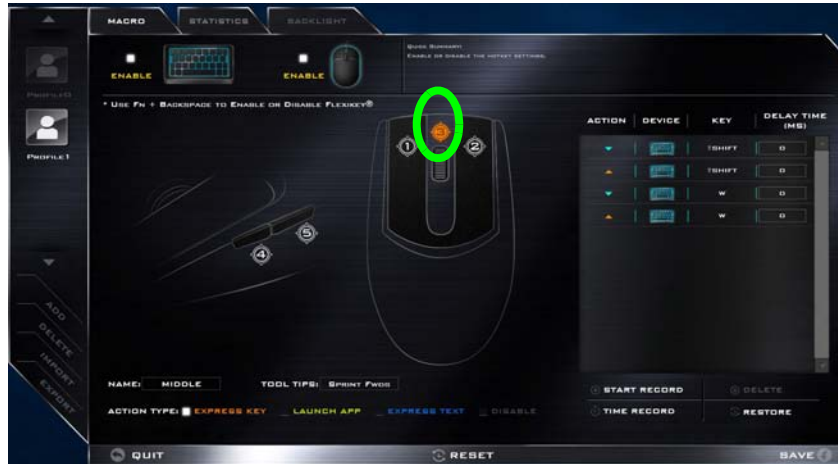 MACRO STATISTICS BACKLIGHT
QUICK SUMMARY:
ENABLE OR DISABLE THE HOTKEY SETTINGS.
ENABLE ENABLE
PROFILE0
* USE FN + BACKSPACE TO ENABLE OR DISABLE FLEXIKEY®
ACTION DEVICE KEY DELAY TIME (MS)
1 3 2
PROFILE1
TSHIFT 0
TSHIFT 0
W 0
W 0
4 5
ADD
DELETE
IMPORT
EXPORT
NAME: MIDDLE TOOL TIPS: SPRINT FWOG
START RECORD DELETE
ACTION TYPE: EXPRESS KEY LAUNCH APP EXPRESS TEXT DISABLE
TIME RECORD RESTORE
QUIT RESET SAVE